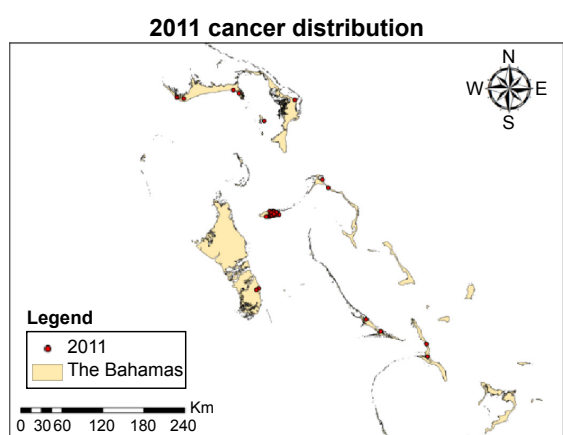 2011 cancer distribution
N
W E
S
Legend
2011
The Bahamas
Km
0 30 60 120 180 240